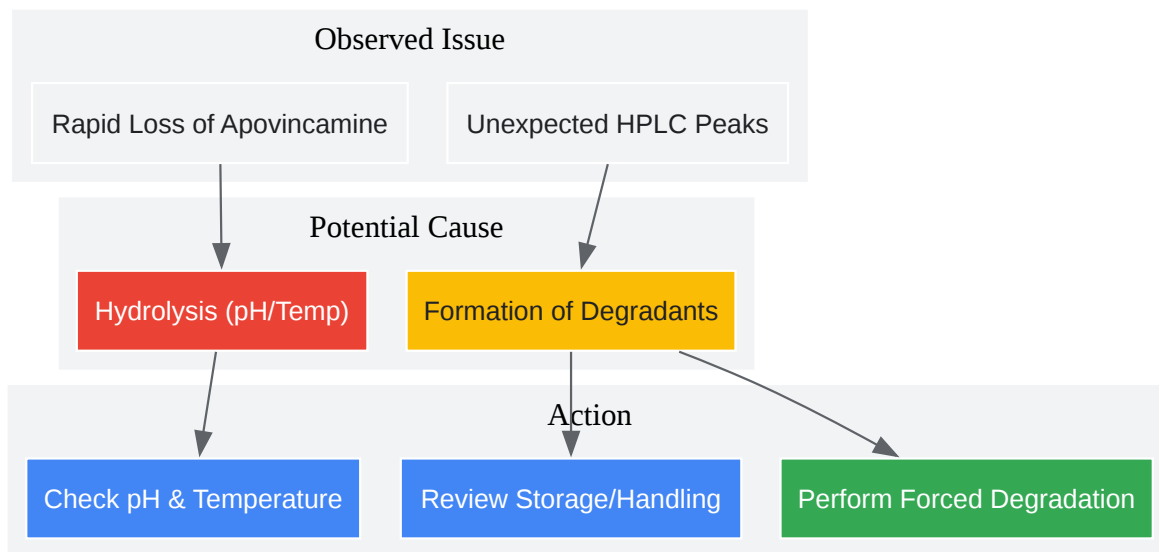 Observed Issue
Rapid Loss of Apovincamine
Unexpected HPLC Peaks
Potential Cause
Hydrolysis (pH/Temp)
Formation of Degradants
Action
Check pH & Temperature
Review Storage/Handling
Perform Forced Degradation